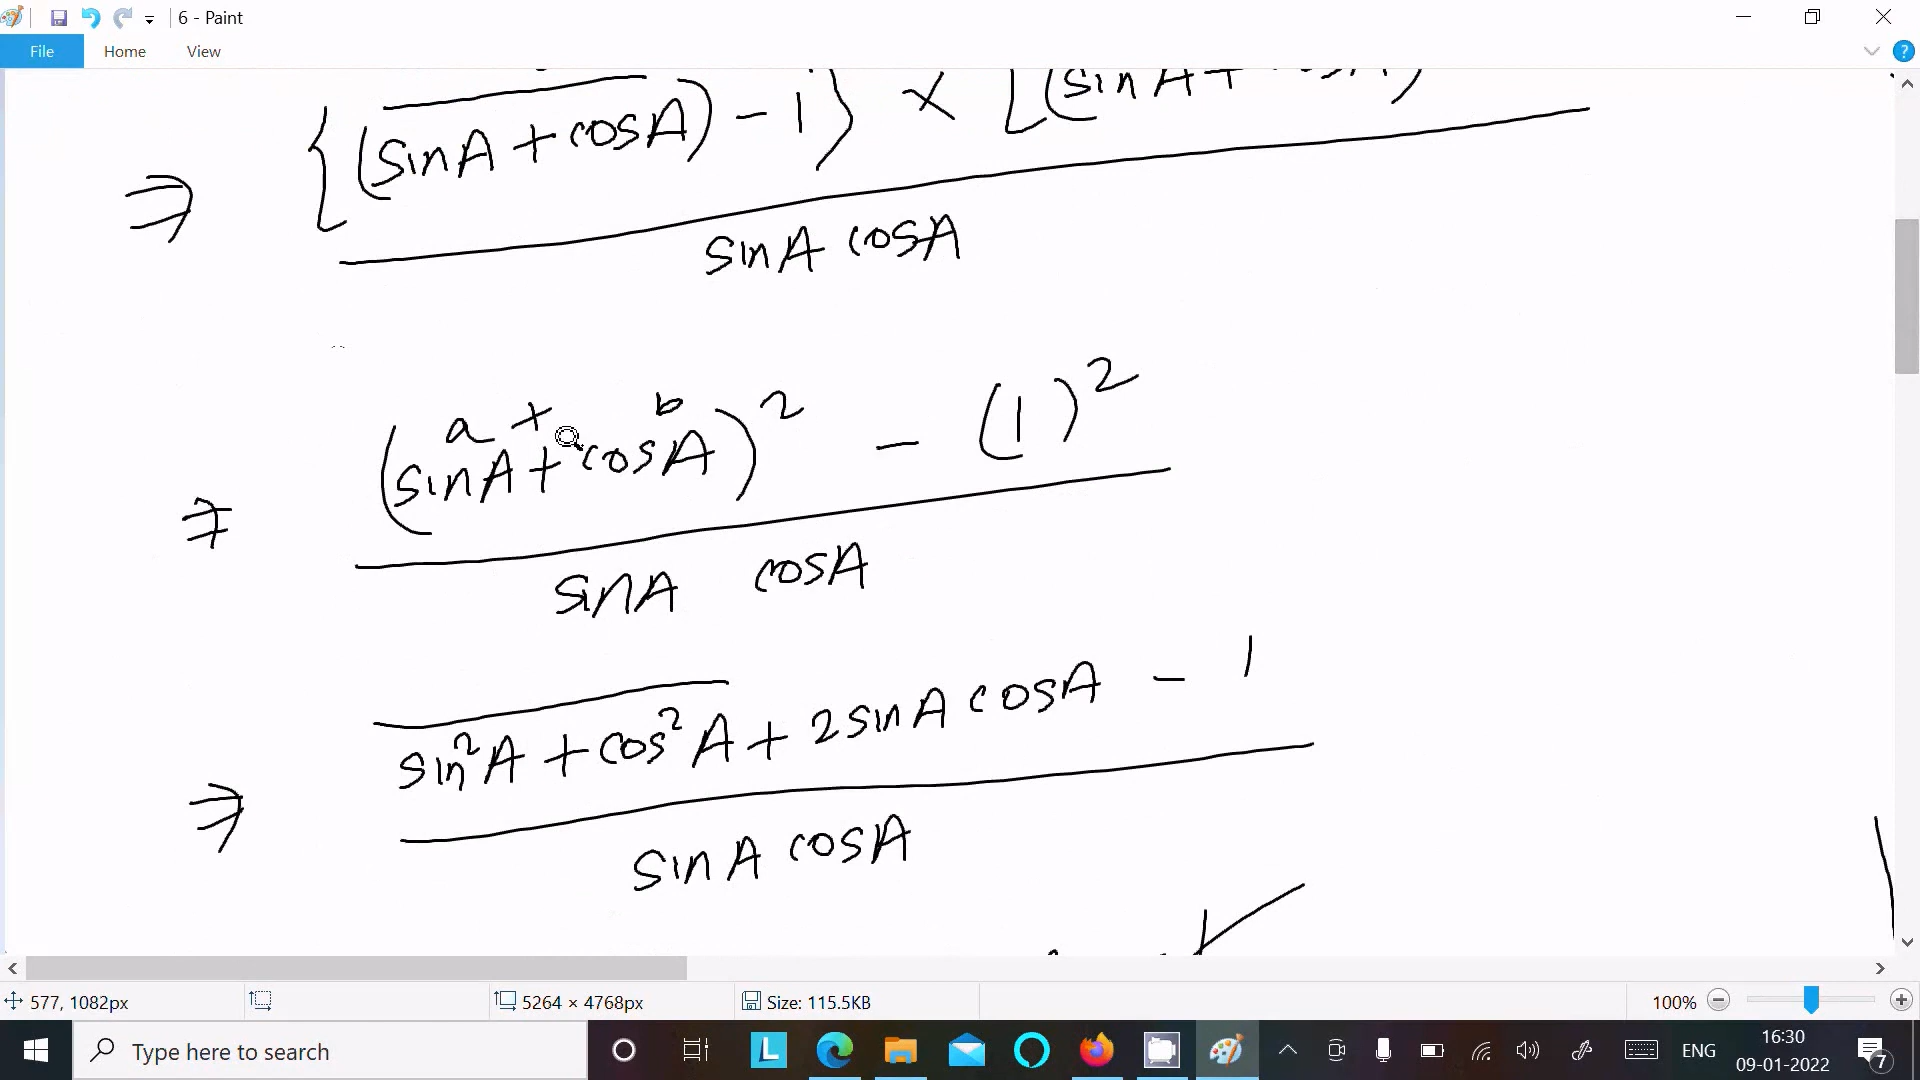 6 - Paint
File Home View
⇒ {(sinA + cosA) - 1} × [(sinA +
sinA cosA
a + b
⇒ (sinA + cosA)² - (1)²
sinA cosA
⇒ sin²A + cos²A + 2sinA cosA - 1
sinA cosA
577, 1082px 5264 × 4768px Size: 115.5KB 100%
Type here to search
L
ENG
16:30
09-01-2022
7